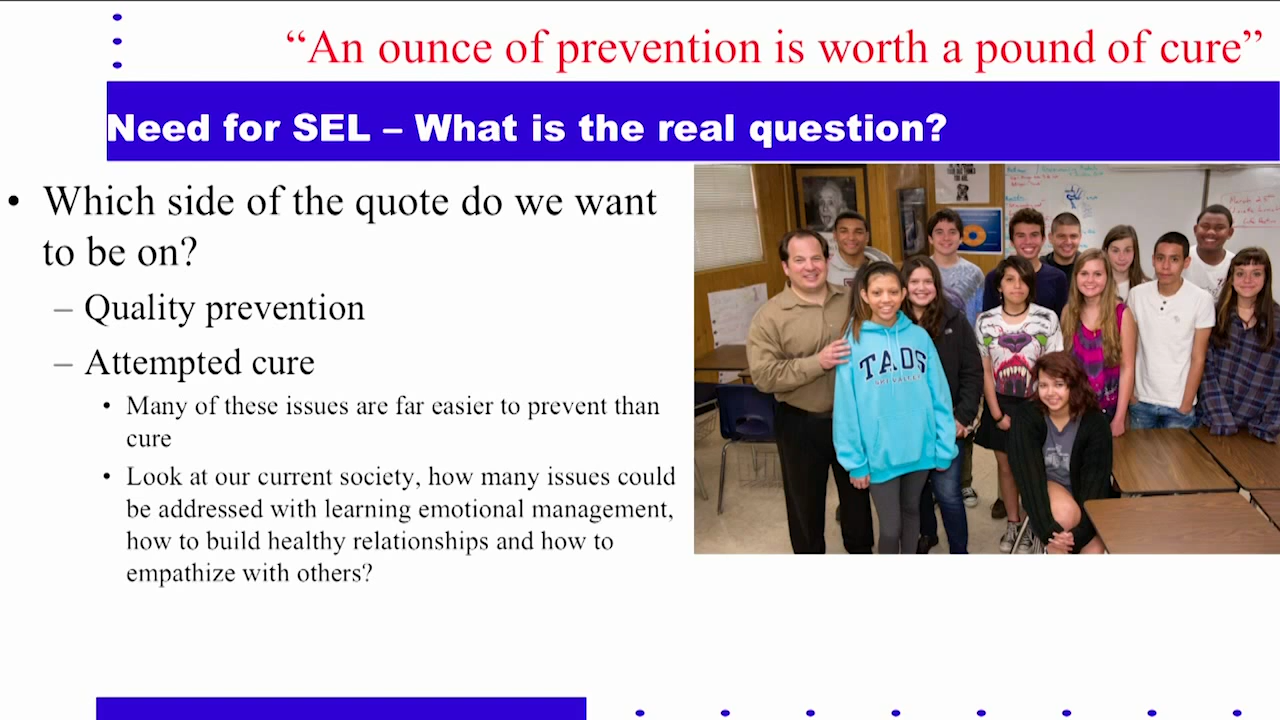 “An ounce of prevention is worth a pound of cure”
Need for SEL – What is the real question?
• Which side of the quote do we want
to be on?
– Quality prevention
– Attempted cure
• Many of these issues are far easier to prevent than
cure
• Look at our current society, how many issues could
be addressed with learning emotional management,
how to build healthy relationships and how to
empathize with others?
TAOS
SKI VALLEY